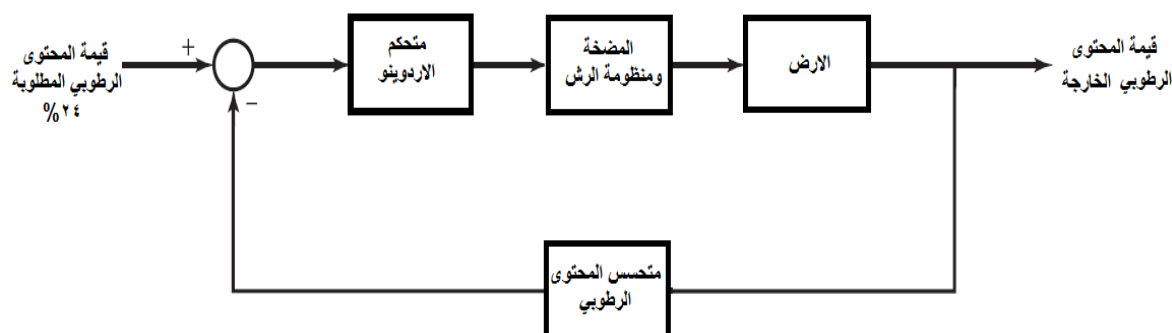 قيمة المحتوى
الرطوبي المطلوبة
%٢٤
+
−
متحكم
الاردوينو
المضخة
ومنظومة الرش
الارض
قيمة المحتوى
الرطوبي الخارجة
متحسس المحتوى
الرطوبي